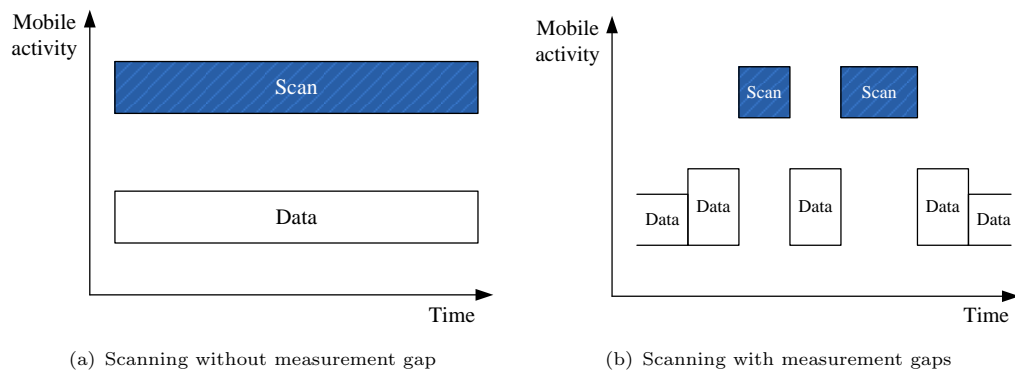 Mobile
activity
Scan
Data
Time
(a) Scanning without measurement gap
Mobile
activity
Scan
Scan
Data
Data
Data
Data
Data
Time
(b) Scanning with measurement gaps